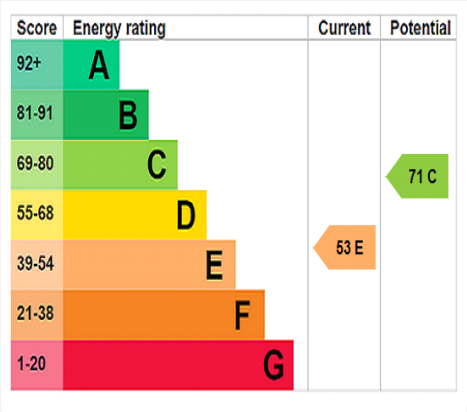 Score Energy rating Current Potential
92+ A
81-91 B
69-80 C
71 C
55-68 D
53 E
39-54 E
21-38 F
1-20 G